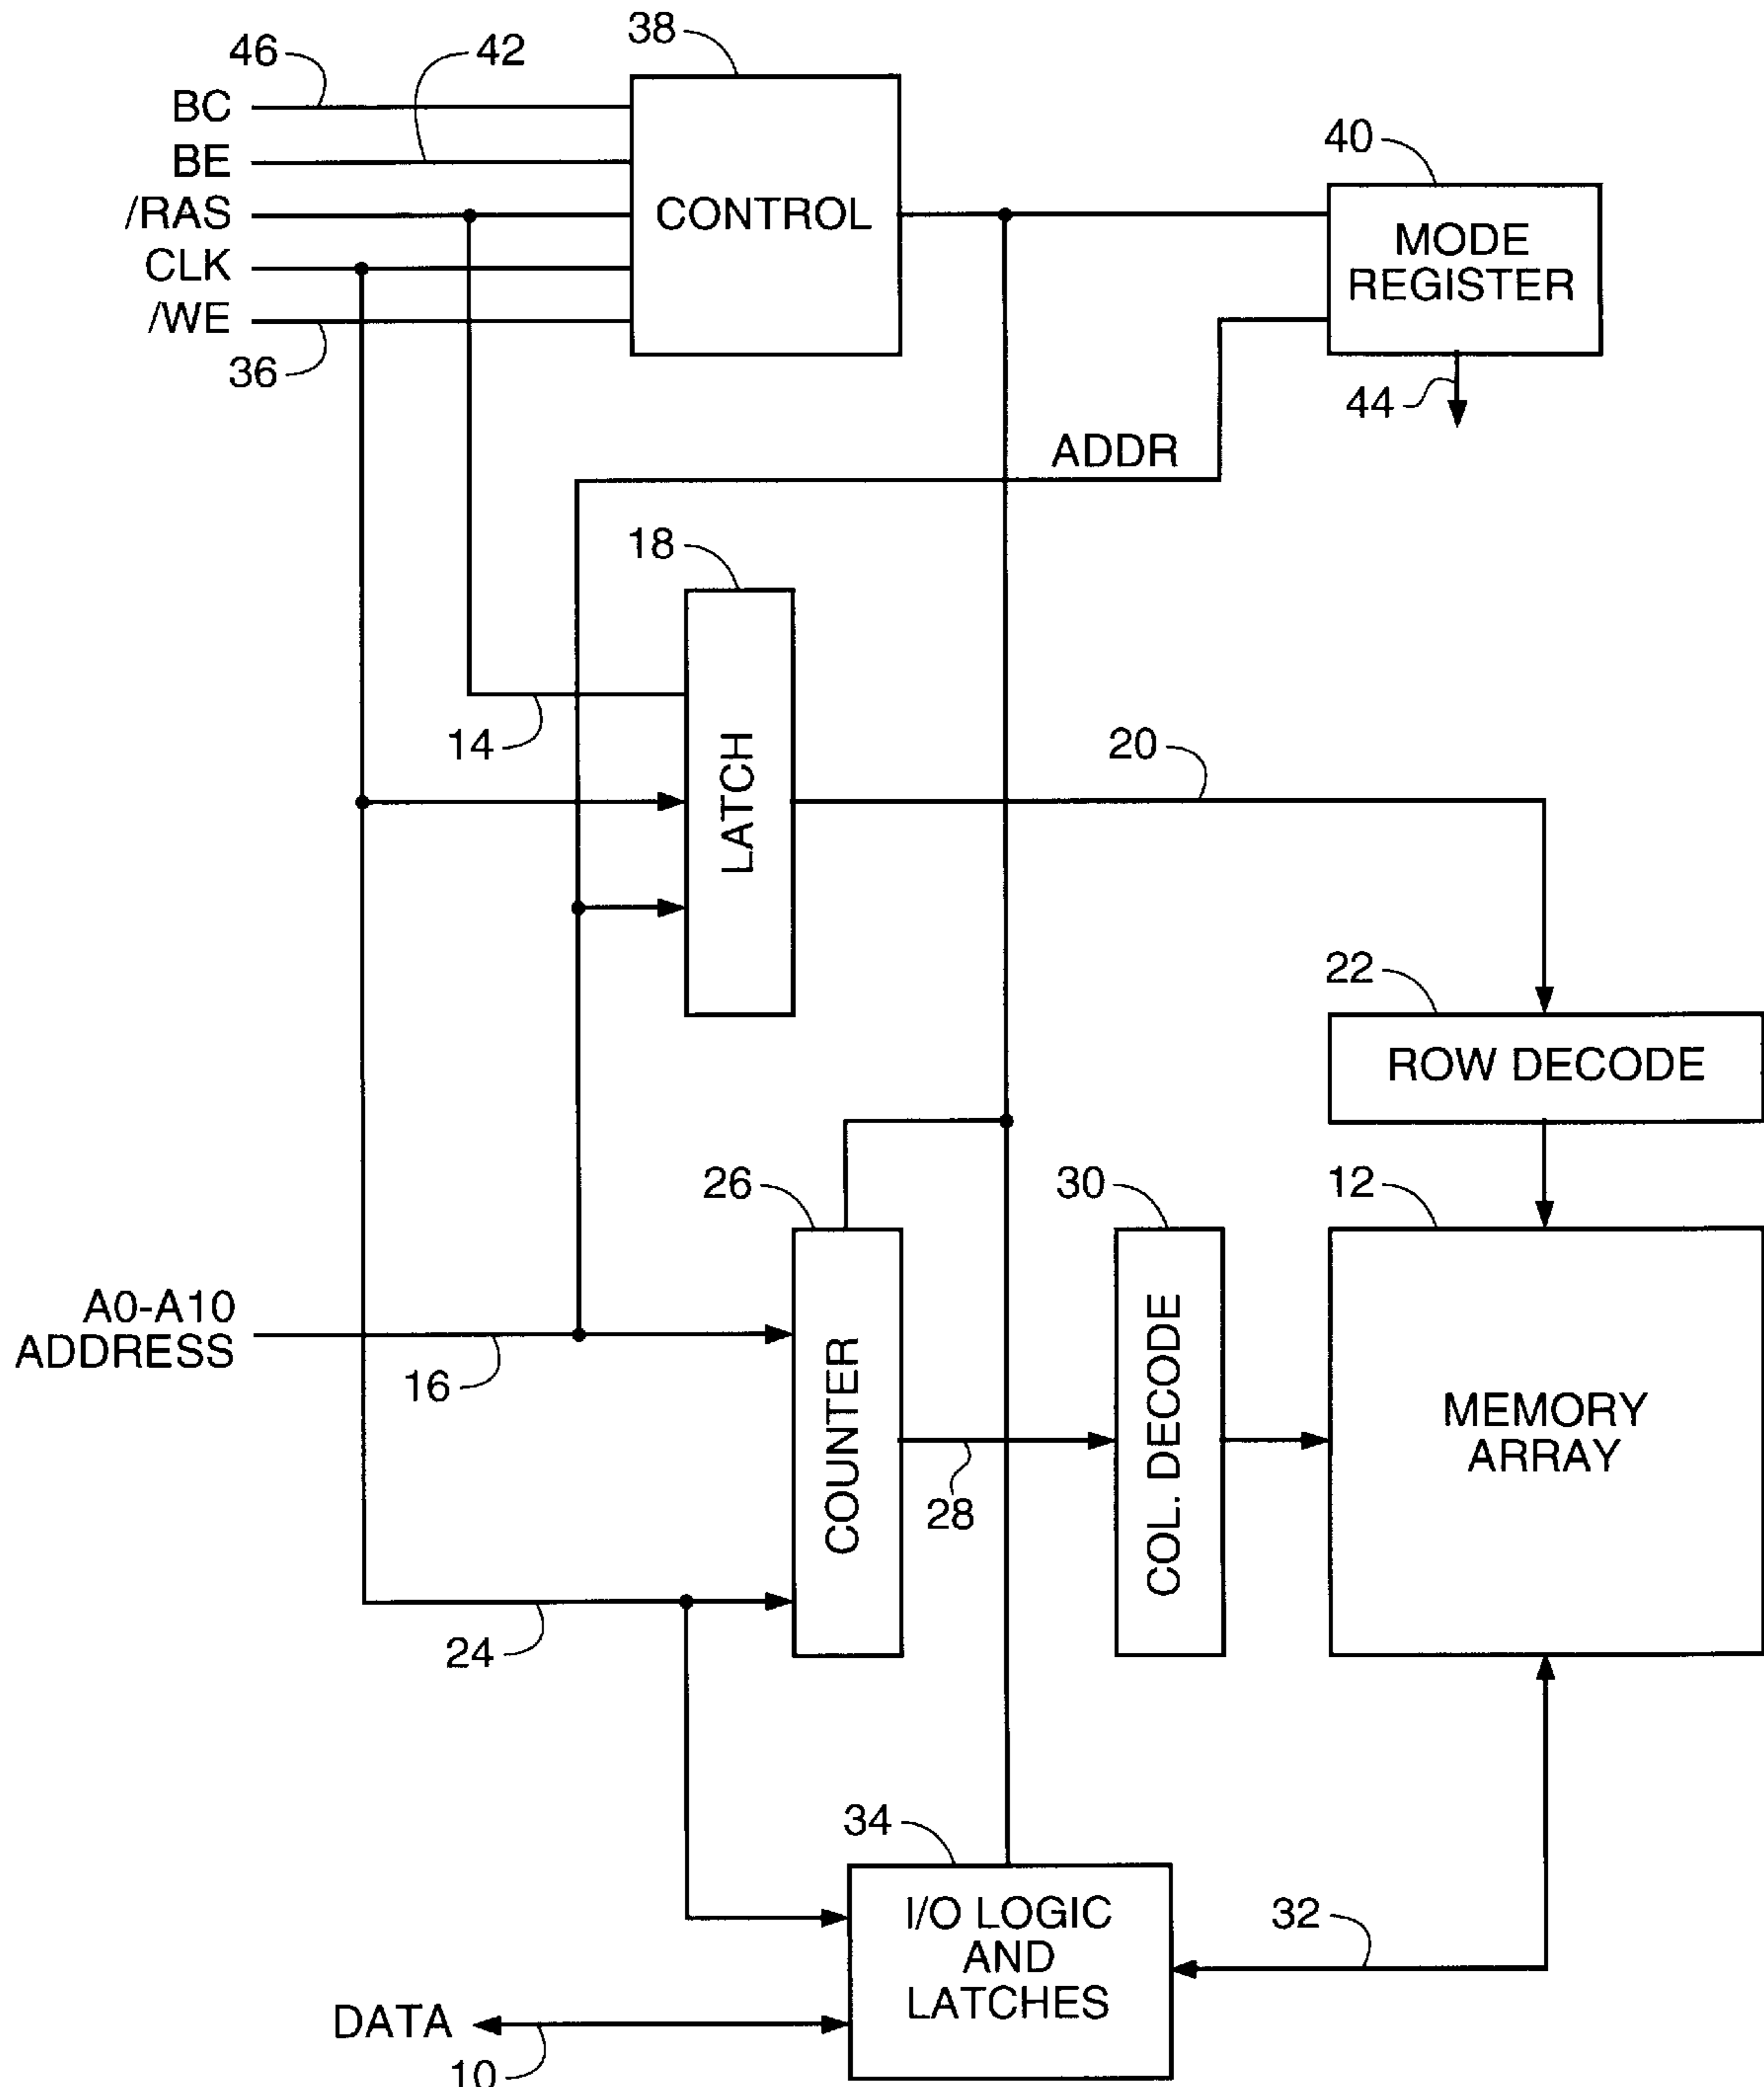 38
46
42
BC
BE
/RAS
CLK
/WE
36
CONTROL
40
MODE
REGISTER
44
ADDR
18
14
LATCH
20
22
ROW DECODE
26
30
12
A0-A10
ADDRESS
16
COUNTER
28
COL. DECODE
MEMORY
ARRAY
24
34
I/O LOGIC
AND
LATCHES
32
DATA
10